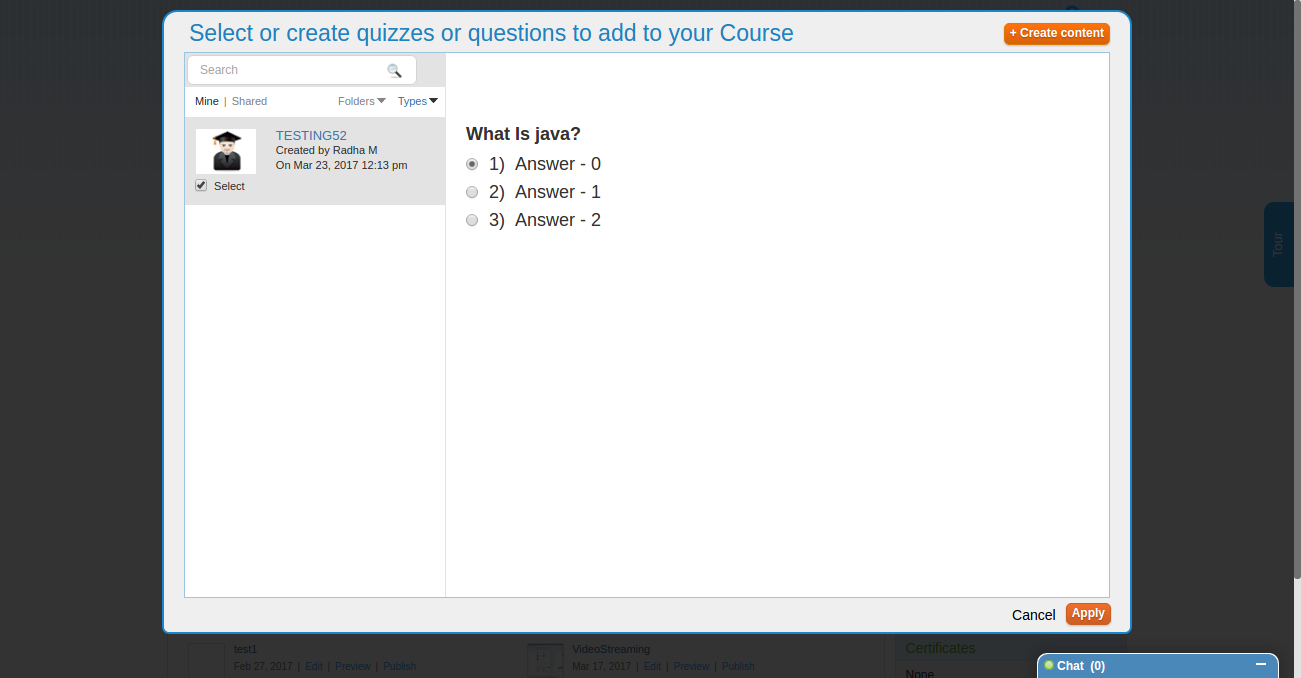 Select or create quizzes or questions to add to your Course
+ Create content
Search
Mine | Shared Folders Types
TESTING52
Created by Radha M
On Mar 23, 2017 12:13 pm
Select
What Is java?
1) Answer - 0
2) Answer - 1
3) Answer - 2
Tour
Cancel Apply
test1
Feb 27, 2017 | Edit | Preview | Publish
VideoStreaming
Mar 17, 2017 | Edit | Preview | Publish
Certificates
None
Chat (0)